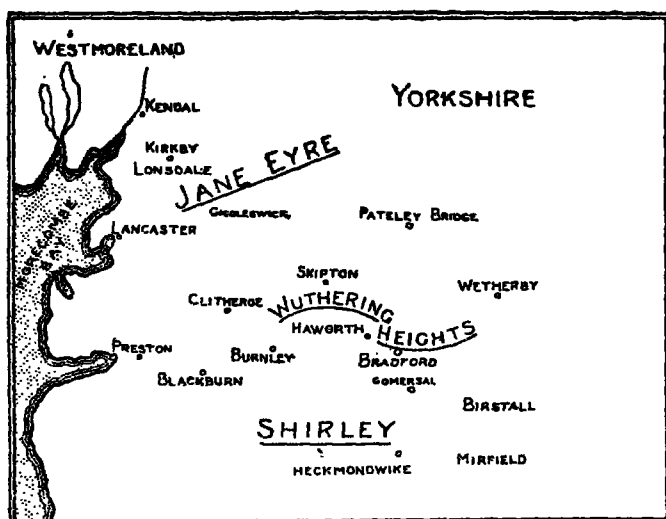 WESTMORELAND
YORKSHIRE
KENDAL
KIRKBY
LONSDALE
JANE EYRE
GIGGLESWICK
PATELEY BRIDGE
LANCASTER
MORECOMBE
BAY
SKIPTON
WETHERBY
CLITHEROE
WUTHERING
HAWORTH
HEIGHTS
PRESTON
BURNLEY
BRADFORD
BLACKBURN
GOMERSAL
BIRSTALL
SHIRLEY
HECKMONDWIKE
MIRFIELD